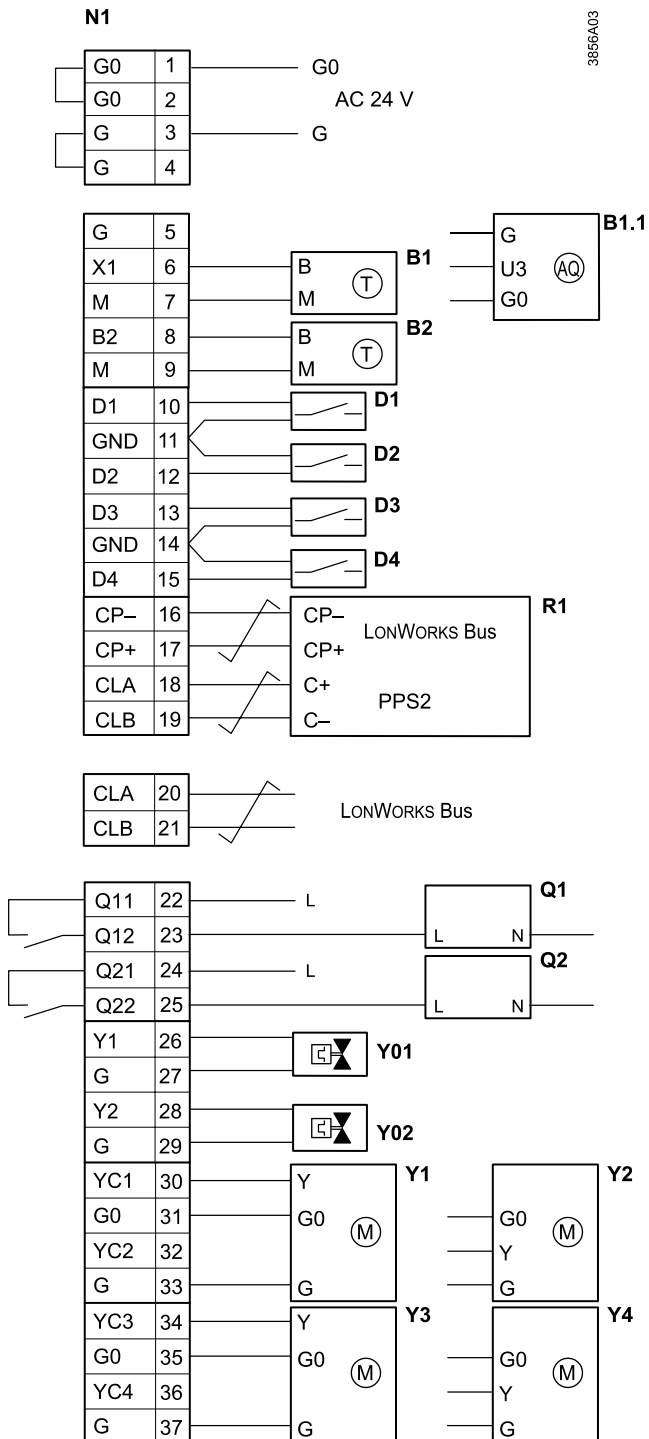 N1
3856A03
G0 1 G0
G0 2 AC 24 V
G 3 G
G 4
G 5 G B1.1
X1 6 B T B1 U3 AQ
M 7 M G0
B2 8 B T B2
M 9 M
D1 10 D1
GND 11
D2 12 D2
D3 13 D3
GND 14
D4 15 D4
CP– 16 CP– R1
CP+ 17 CP+ LONWORKS Bus
CLA 18 C+
CLB 19 C– PPS2
CLA 20
CLB 21 LONWORKS Bus
Q11 22 L Q1
Q12 23 L N
Q21 24 L Q2
Q22 25 L N
Y1 26
G 27 Y01
Y2 28
G 29 Y02
YC1 30 Y Y1 Y2
G0 31 G0 M G0 M
YC2 32 Y
G 33 G G
YC3 34 Y Y3 Y4
G0 35 G0 M G0 M
YC4 36 Y
G 37 G G